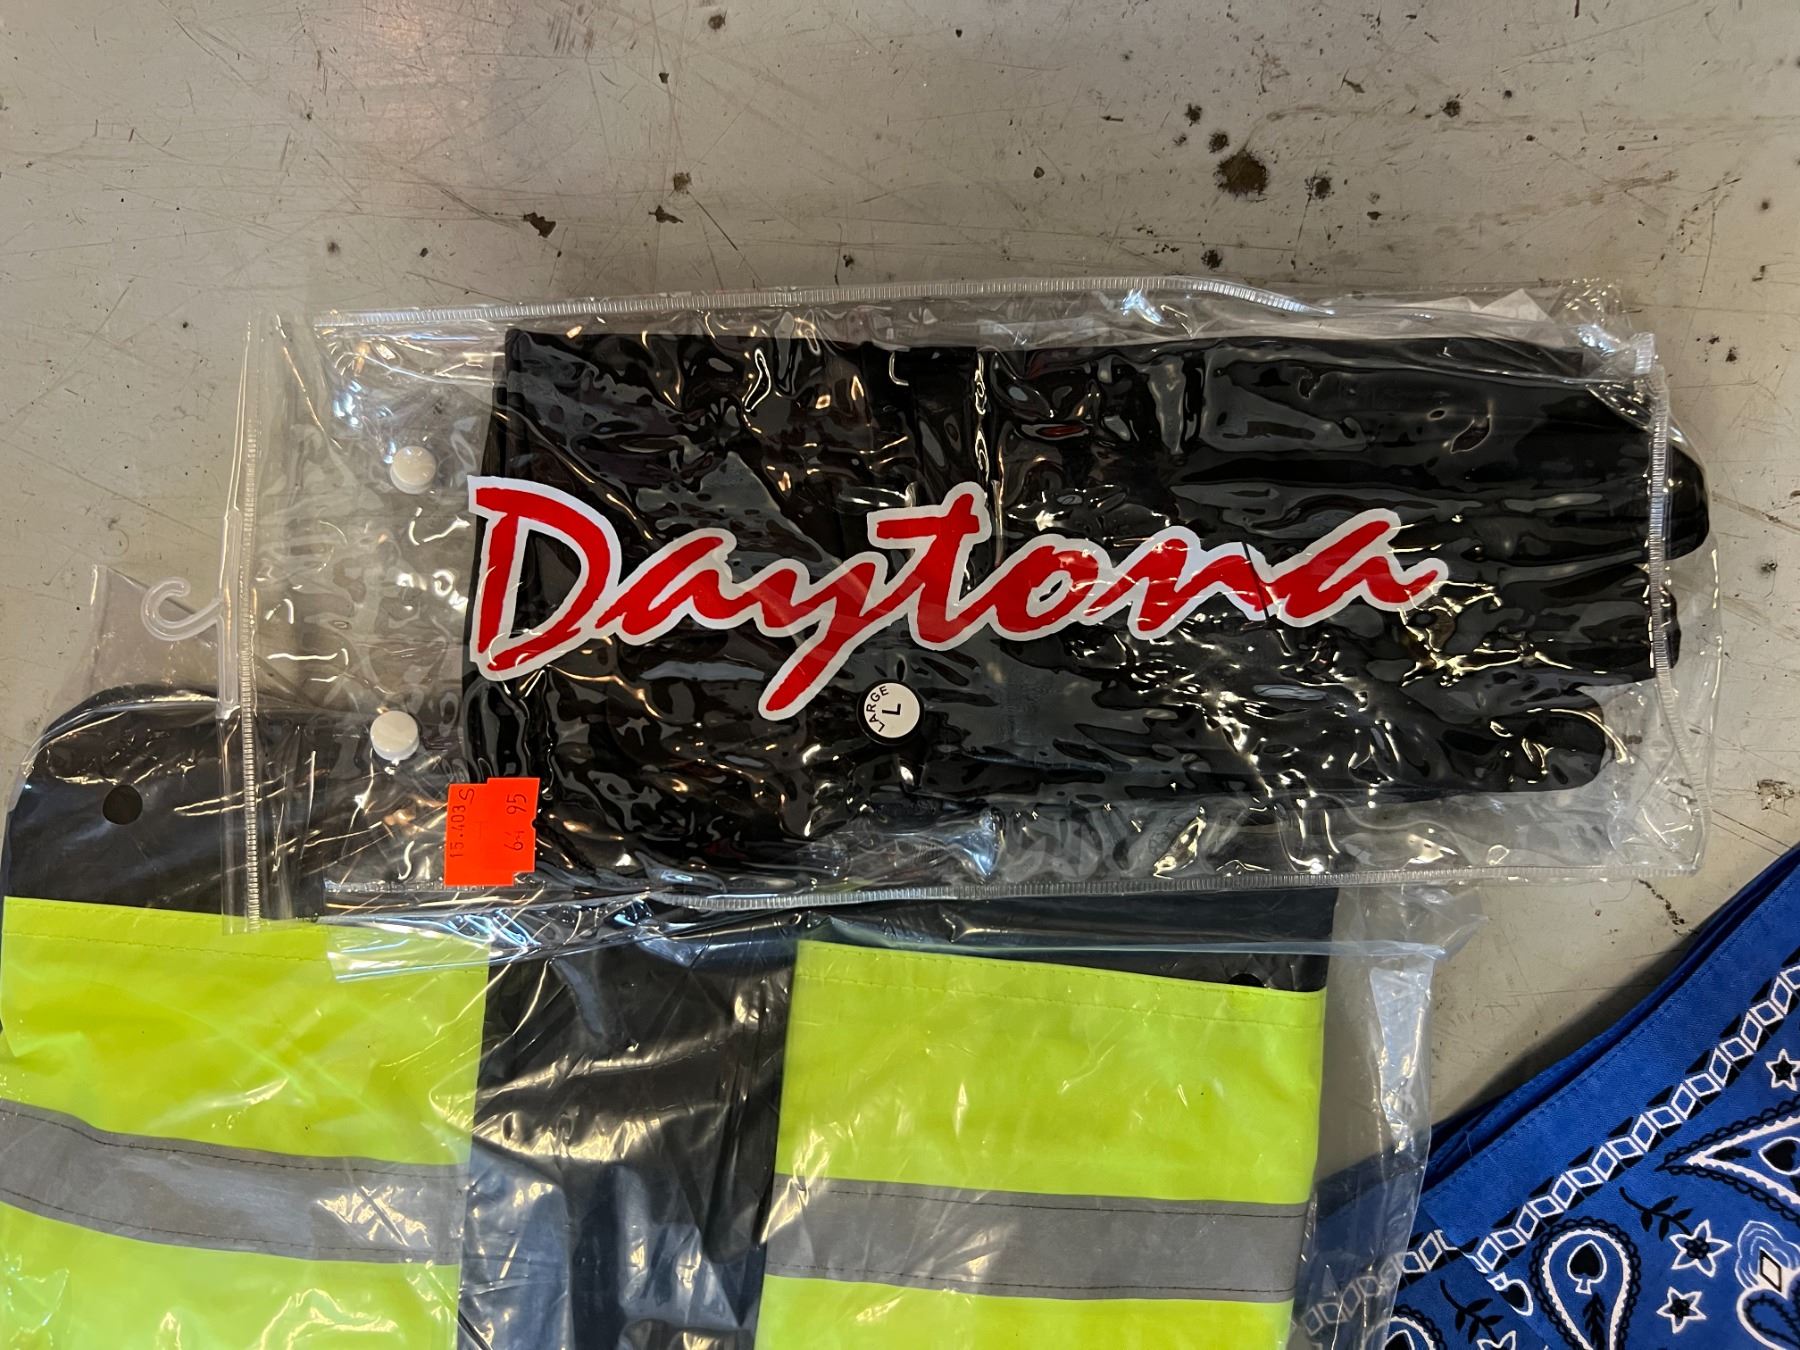 Daytona
LARGE
L
15.403 S
64 95